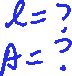 l = ?
A = ?